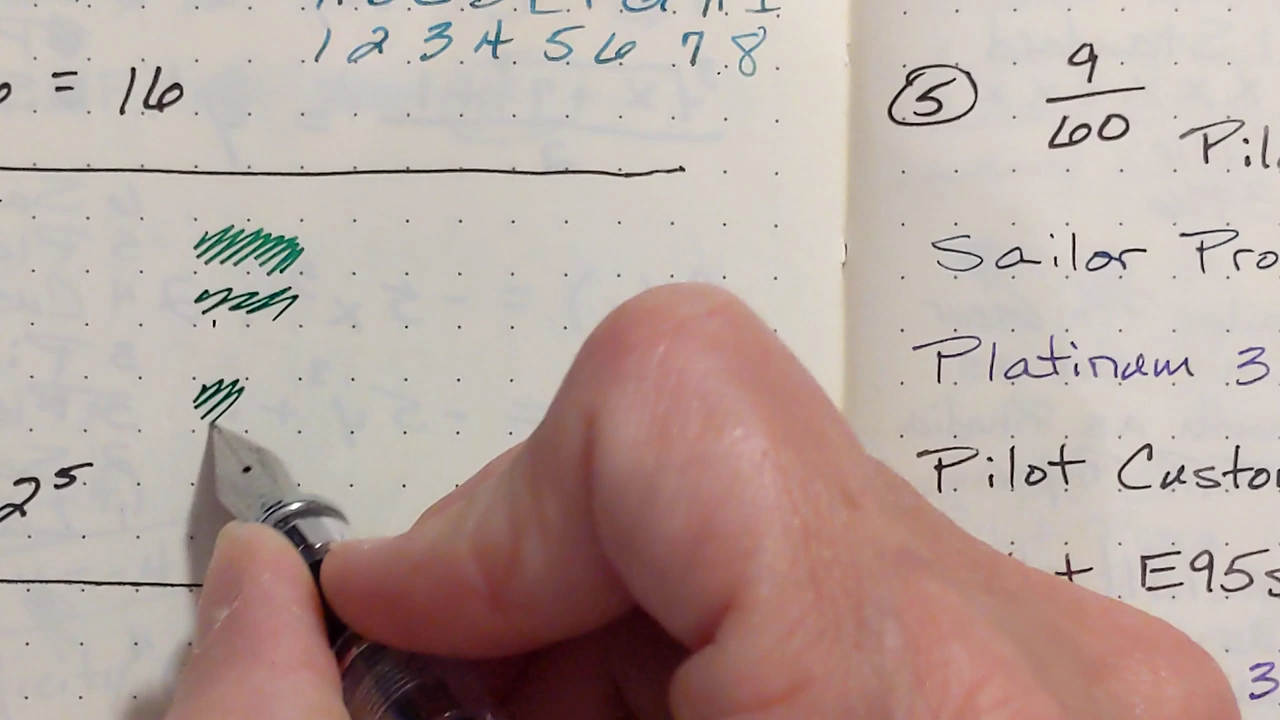 1 2 3 4 5 6 7 8
= 16
2⁵
⑤ 9/60
Sailor Pro
Platinum 3
Pilot Custo
E95s
3